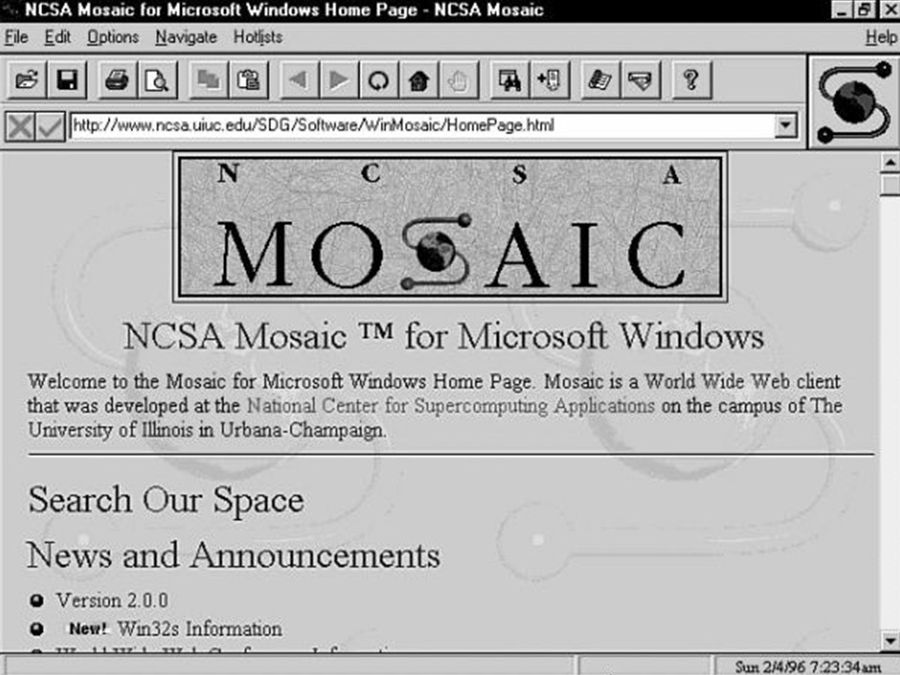 NCSA Mosaic for Microsoft Windows Home Page - NCSA Mosaic
File Edit Options Navigate Hotlists Help
http://www.ncsa.uiuc.edu/SDG/Software/WinMosaic/HomePage.html
N C S A
MOSAIC
NCSA Mosaic ™ for Microsoft Windows
Welcome to the Mosaic for Microsoft Windows Home Page. Mosaic is a World Wide Web client
that was developed at the National Center for Supercomputing Applications on the campus of The
University of Illinois in Urbana-Champaign.
Search Our Space
News and Announcements
Version 2.0.0
New! Win32s Information
Sun 2/4/96 7:23:34am